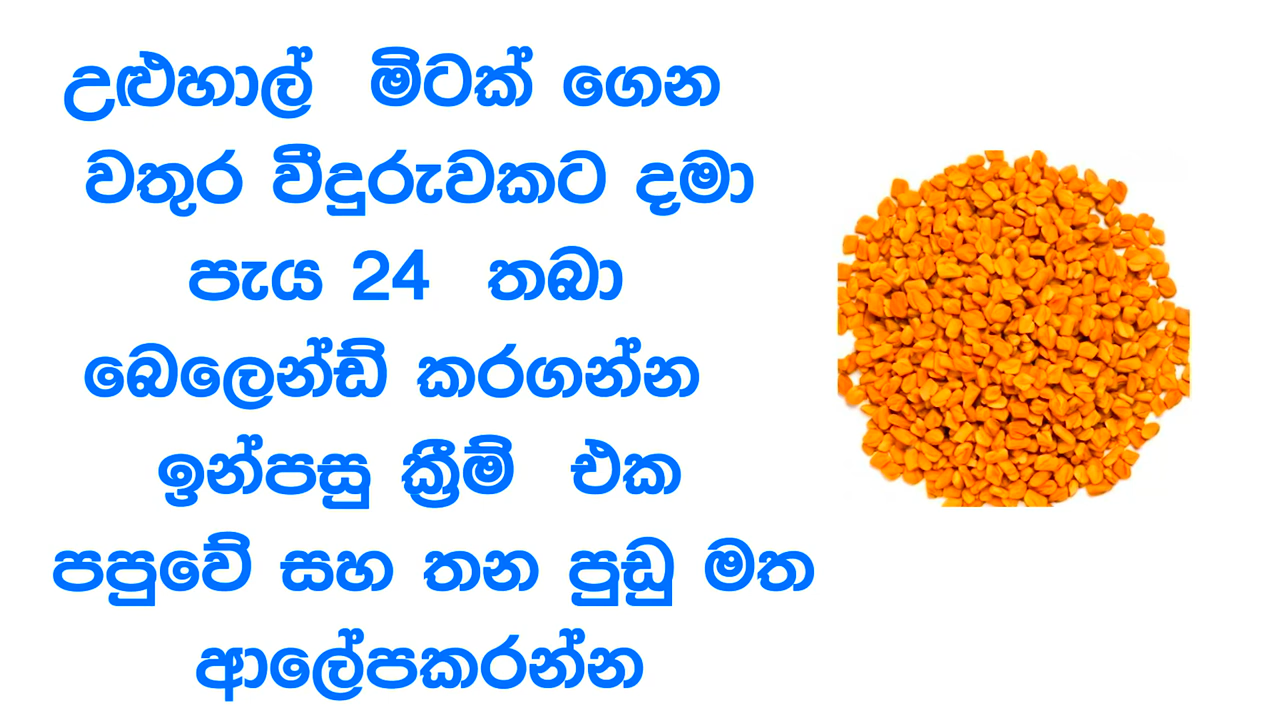 උළුහාල් මිටක් ගෙන
වතුර වීදුරුවකට දමා
පැය 24 තබා
බෙලෙන්ඩ් කරගන්න
ඉන්පසු ක්‍රීම් එක
පපුවේ සහ තන පුඩු මත
ආලේපකරන්න